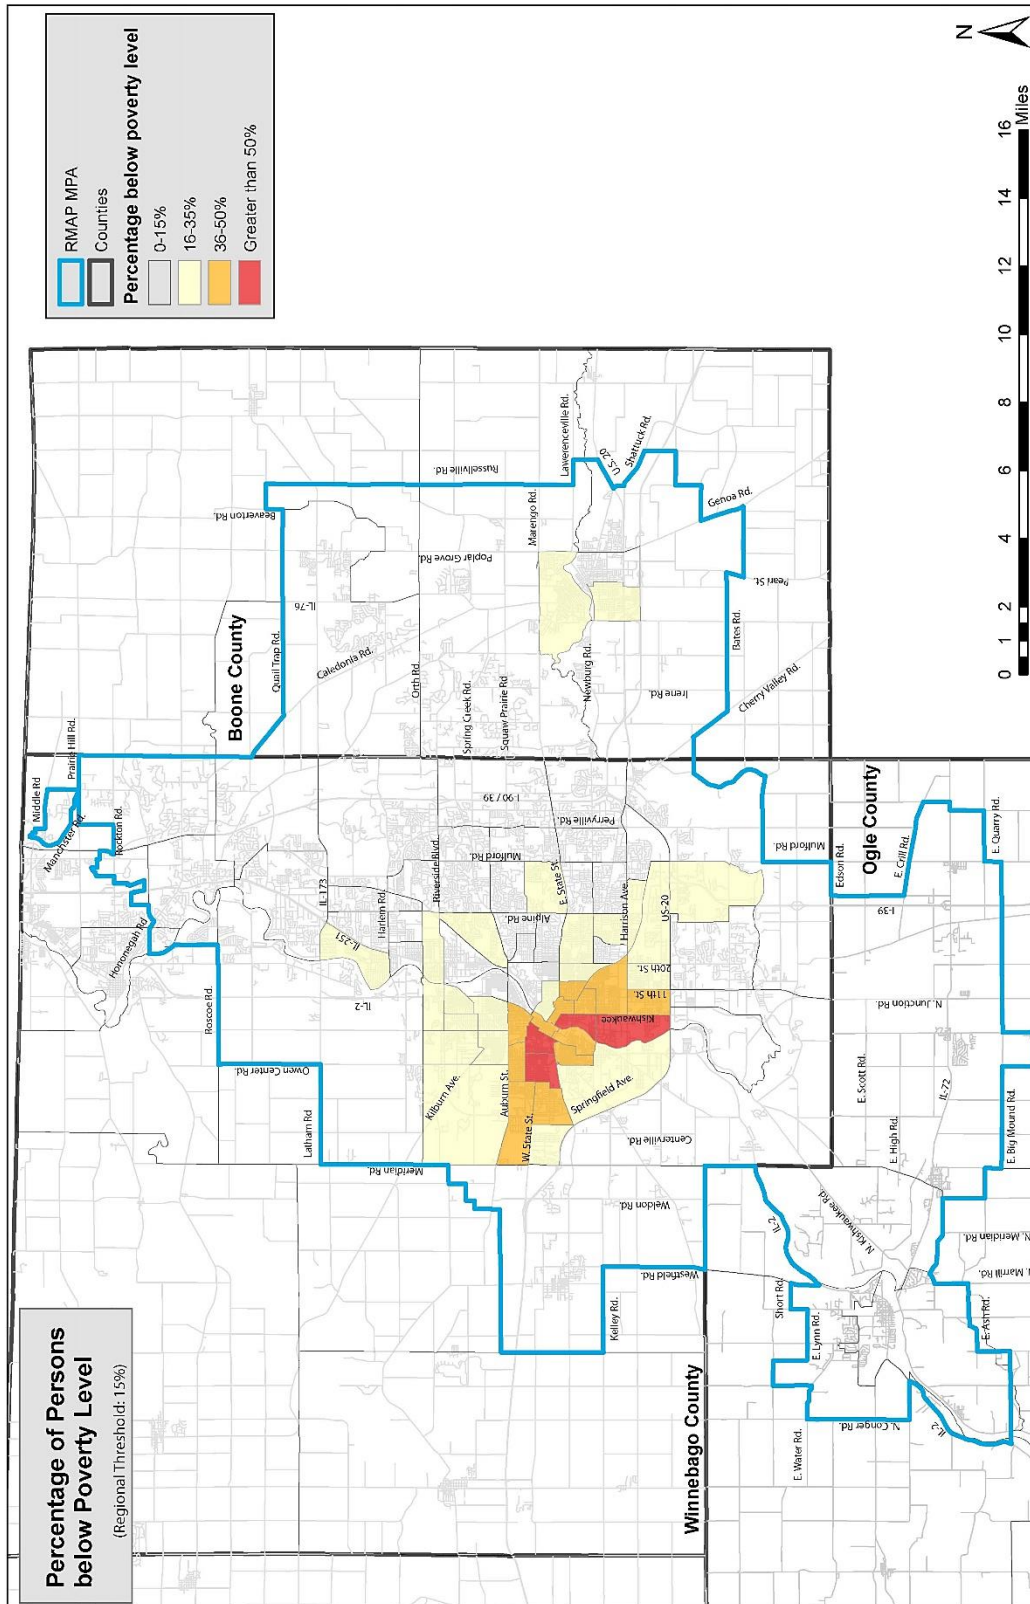 Percentage of Persons
below Poverty Level
(Regional Threshold: 15%)
RMAP MPA
Counties
Percentage below poverty level
0-15%
16-35%
36-50%
Greater than 50%
N
Middle Rd
Manchster Rd.
Prairie Hill Rd.
Rockton Rd.
Hononegah Rd
Roscoe Rd.
Owen Center Rd.
Latham Rd
Meridian Rd.
Boone County
Beaverton Rd.
Quail Trap Rd.
IL-76
Caledonia Rd.
Poplar Grove Rd.
Russellville Rd.
Orth Rd.
Spring Creek Rd.
Squaw Prairie Rd
Marengo Rd.
Lawerenceville Rd.
U.S. 20
Shattuck Rd.
Genoa Rd.
Newburg Rd.
Irene Rd.
Pearl St.
Bates Rd.
Cherry Valley Rd.
IL-173
IL-251
IL-2
Harlem Rd.
Riverside Blvd.
Mulford Rd.
I-90 / 39
Perryville Rd.
E. State St.
Alpine Rd.
Harrison Ave.
US-20
20th St.
11th St.
Kishwaukee
Kilburn Ave.
Auburn St.
W. State St.
Springfield Ave.
Centerville Rd.
Weldon Rd.
Westfield Rd.
Kelley Rd.
Winnebago County
Mulford Rd.
Edson Rd.
Ogle County
E. Crill Rd.
E. Quarry Rd.
I-39
N. Junction Rd.
E. Scott Rd.
IL-72
E. High Rd.
E. Big Mound Rd.
N. Kishwaukee Rd.
IL-2
Short Rd.
E. Lynn Rd.
N. Meridian Rd.
N. Marrill Rd.
E. Ash Rd.
N. Conger Rd.
E. Water Rd.
IL-2
0 1 2 4 6 8 10 12 14 16
Miles